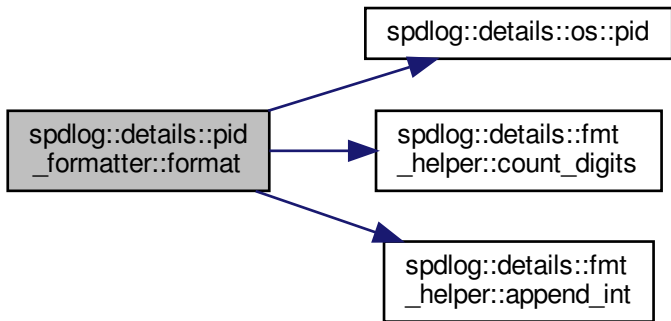 spdlog::details::os::pid
spdlog::details::pid
_formatter::format
spdlog::details::fmt
_helper::count_digits
spdlog::details::fmt
_helper::append_int